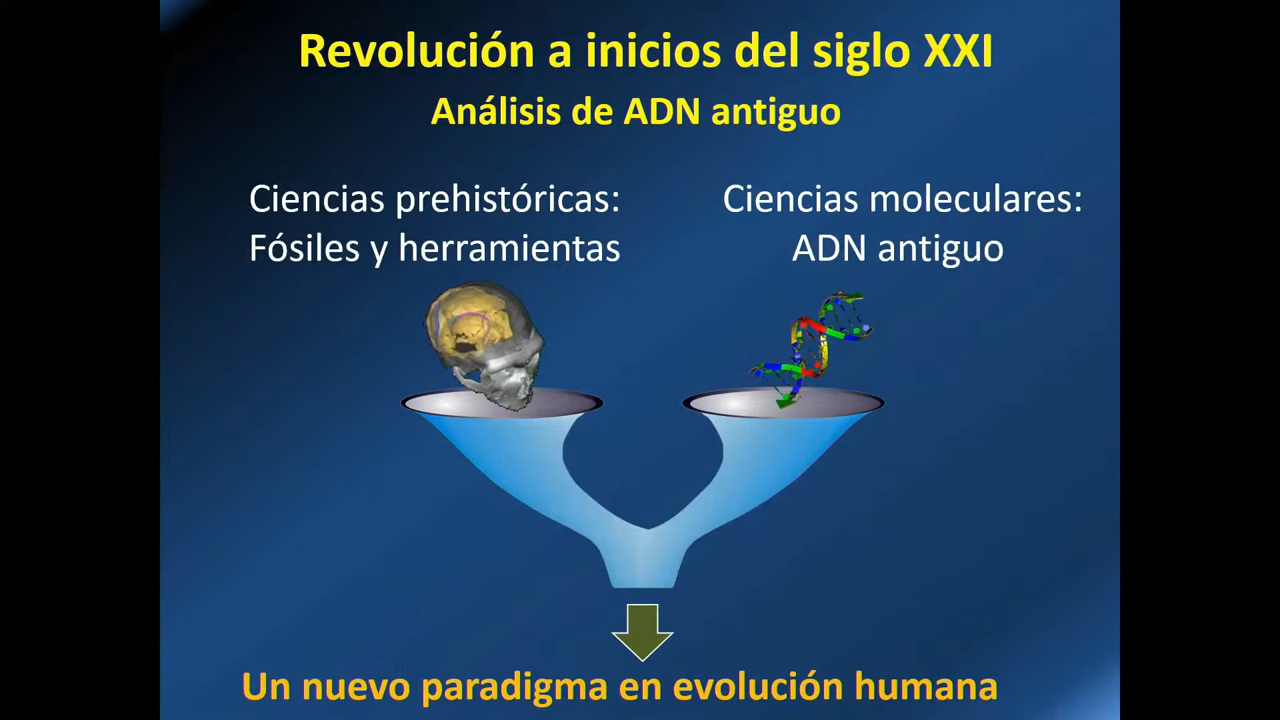 Revolución a inicios del siglo XXI
Análisis de ADN antiguo
Ciencias prehistóricas:
Fósiles y herramientas
Ciencias moleculares:
ADN antiguo
Un nuevo paradigma en evolución humana